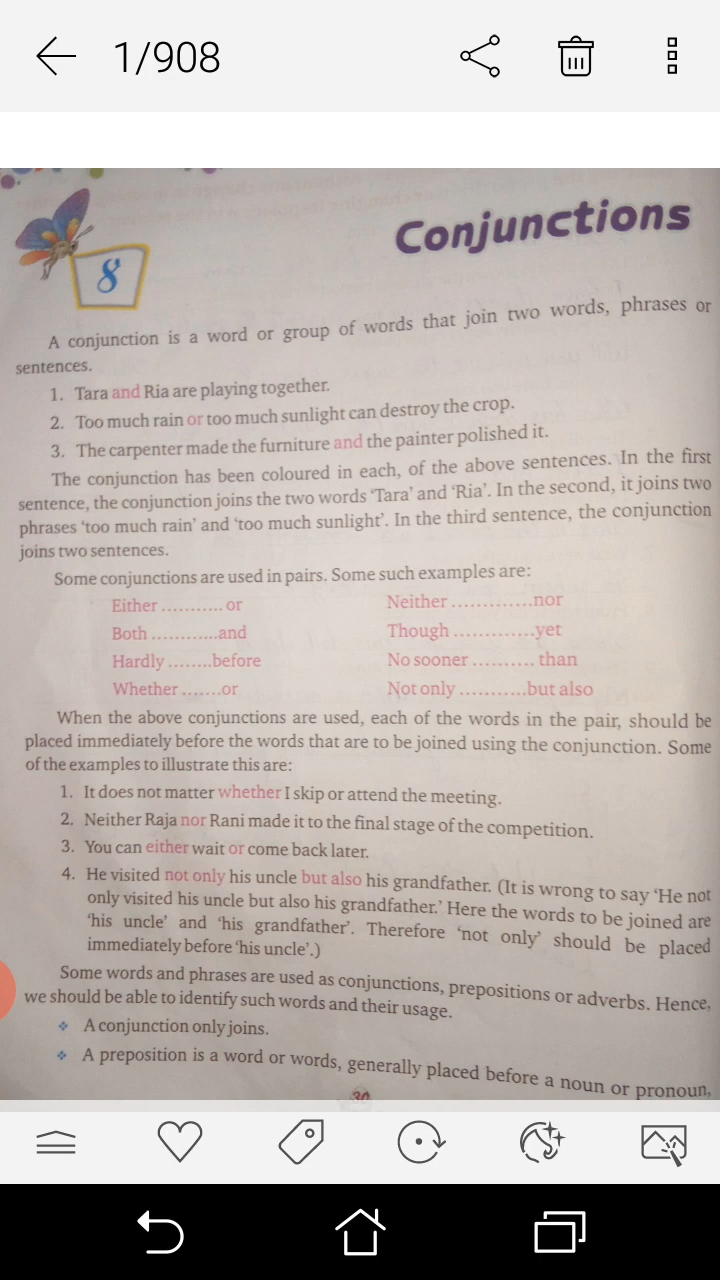 1/908
Conjunctions
8
A conjunction is a word or group of words that join two words, phrases or
sentences.
1. Tara and Ria are playing together.
2. Too much rain or too much sunlight can destroy the crop.
3. The carpenter made the furniture and the painter polished it.
The conjunction has been coloured in each, of the above sentences. In the first
sentence, the conjunction joins the two words 'Tara' and 'Ria'. In the second, it joins two
phrases 'too much rain' and 'too much sunlight'. In the third sentence, the conjunction
joins two sentences.
Some conjunctions are used in pairs. Some such examples are:
Either ........... or Neither .............nor
Both ............and Though .............yet
Hardly ........before No sooner .......... than
Whether .......or Not only ...........but also
When the above conjunctions are used, each of the words in the pair, should be
placed immediately before the words that are to be joined using the conjunction. Some
of the examples to illustrate this are:
1. It does not matter whether I skip or attend the meeting.
2. Neither Raja nor Rani made it to the final stage of the competition.
3. You can either wait or come back later.
4. He visited not only his uncle but also his grandfather. (It is wrong to say 'He not
only visited his uncle but also his grandfather.' Here the words to be joined are
'his uncle' and 'his grandfather'. Therefore 'not only' should be placed
immediately before 'his uncle'.)
Some words and phrases are used as conjunctions, prepositions or adverbs. Hence,
we should be able to identify such words and their usage.
❖ A conjunction only joins.
❖ A preposition is a word or words, generally placed before a noun or pronoun,
30